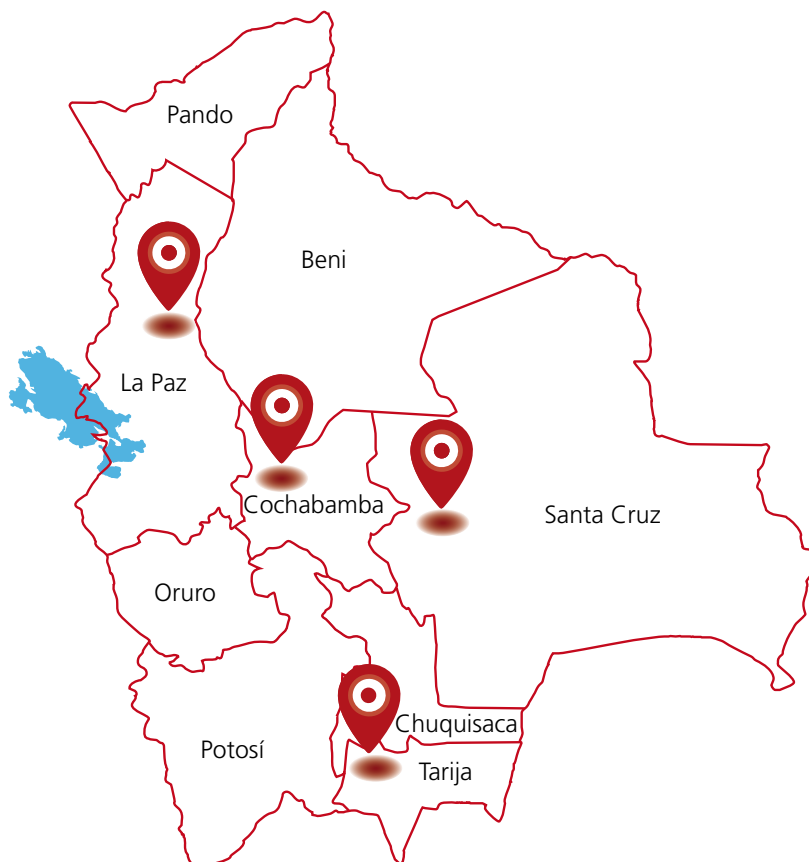 Pando
Beni
La Paz
Cochabamba
Santa Cruz
Oruro
Chuquisaca
Potosí
Tarija